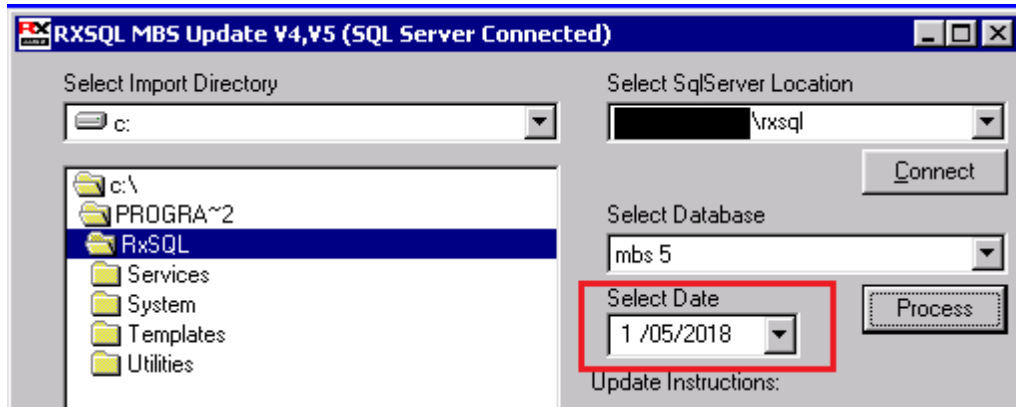 RX
RXSQL MBS Update V4,V5 (SQL Server Connected)
Select Import Directory
c:
c:\
PROGRA~2
RxSQL
Services
System
Templates
Utilities
Select SqlServer Location
\rxsql
Connect
Select Database
mbs 5
Select Date
1 /05/2018
Process
Update Instructions: